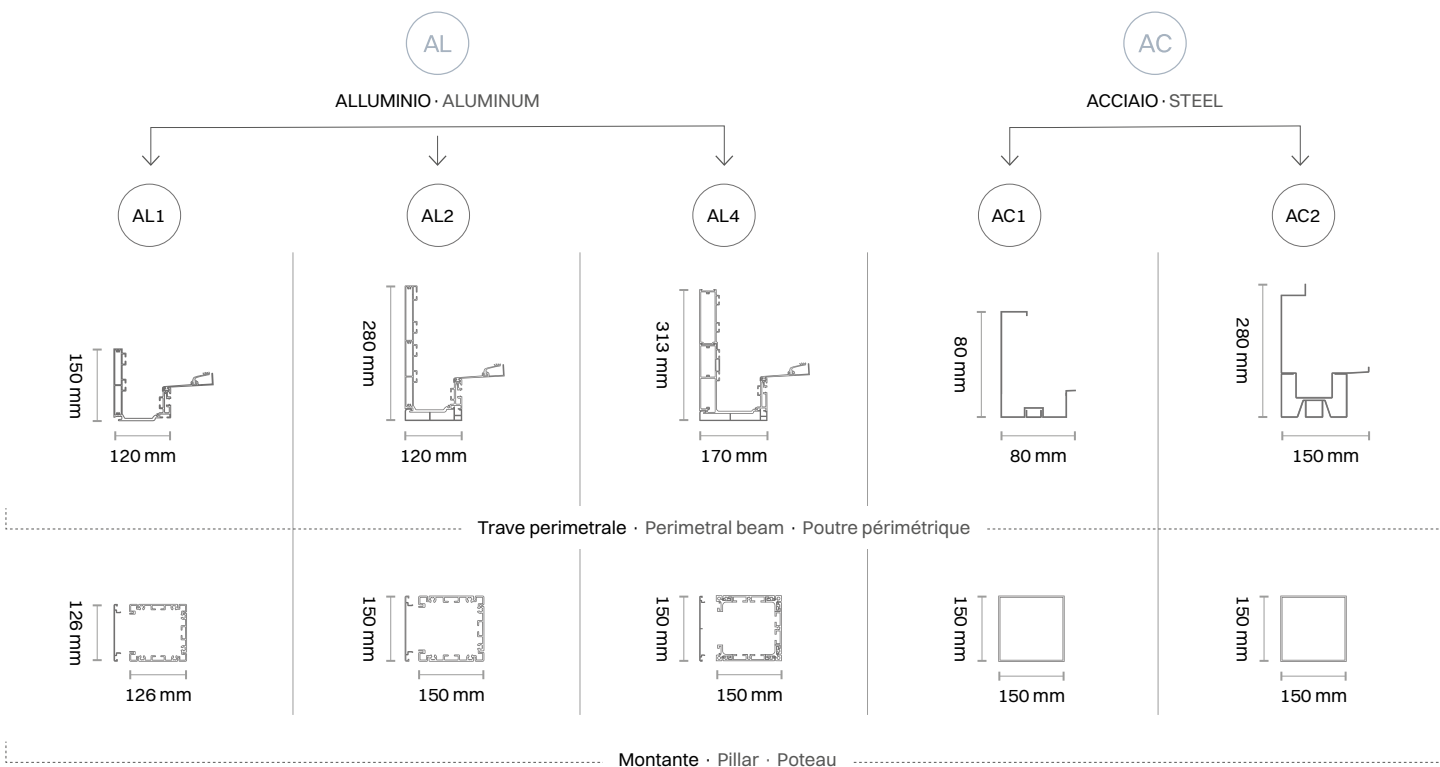 AL
AC
ALLUMINIO · ALUMINUM
ACCIAIO · STEEL
AL1
AL2
AL4
AC1
AC2
150 mm
280 mm
313 mm
80 mm
280 mm
120 mm
120 mm
170 mm
80 mm
150 mm
Trave perimetrale · Perimetral beam · Poutre périmétrique
126 mm
150 mm
150 mm
150 mm
150 mm
126 mm
150 mm
150 mm
150 mm
150 mm
Montante · Pillar · Poteau